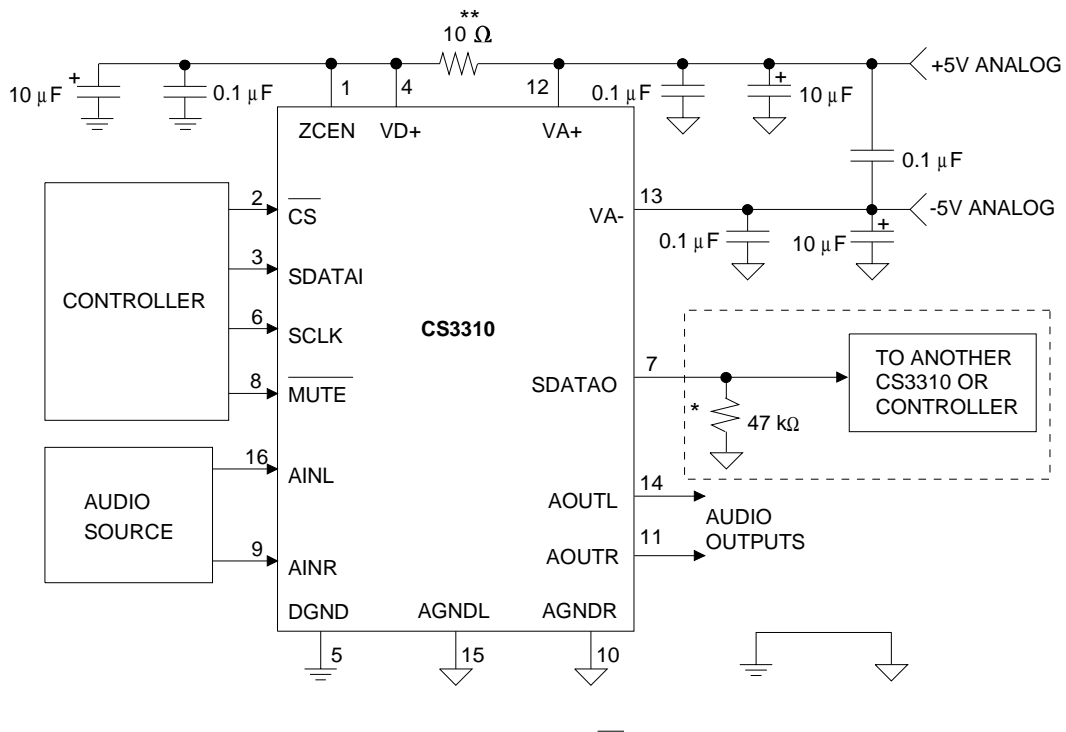 **
10 Ω
+5V ANALOG
+
10 µF
0.1 µF
1
4
12
0.1 µF
+
10 µF
ZCEN
VD+
VA+
0.1 µF
2
CS
13
VA-
-5V ANALOG
0.1 µF
10 µF
+
3
SDATAI
CONTROLLER
6
SCLK
CS3310
8
MUTE
7
SDATAO
*
47 kΩ
TO ANOTHER
CS3310 OR
CONTROLLER
16
AINL
AUDIO
SOURCE
14
AOUTL
AUDIO
OUTPUTS
9
AINR
11
AOUTR
DGND
AGNDL
AGNDR
5
15
10